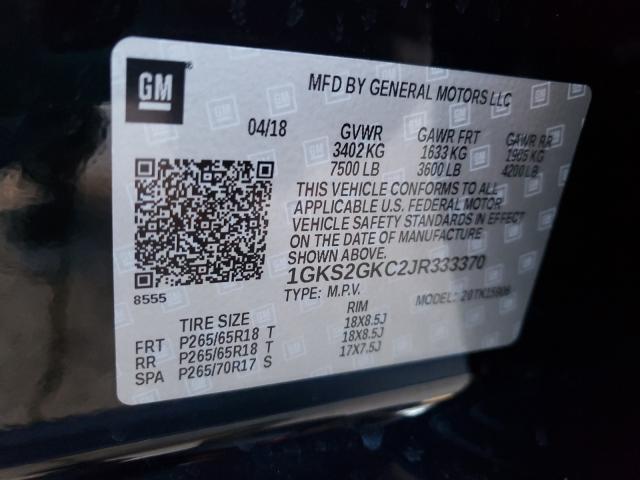 GM
MFD BY GENERAL MOTORS LLC
04/18 GVWR GAWR FRT GAWR RR
3402 KG 1633 KG 1905 KG
7500 LB 3600 LB 4200 LB
THIS VEHICLE CONFORMS TO ALL
APPLICABLE U.S. FEDERAL MOTOR
VEHICLE SAFETY STANDARDS IN EFFECT
ON THE DATE OF MANUFACTURE
SHOWN ABOVE.
1GKS2GKC2JR333370
8555
TYPE: M.P.V. MODEL:
TIRE SIZE RIM
FRT P265/65R18 T 18X8.5J
RR P265/65R18 T 18X8.5J
SPA P265/70R17 S 17X7.5J